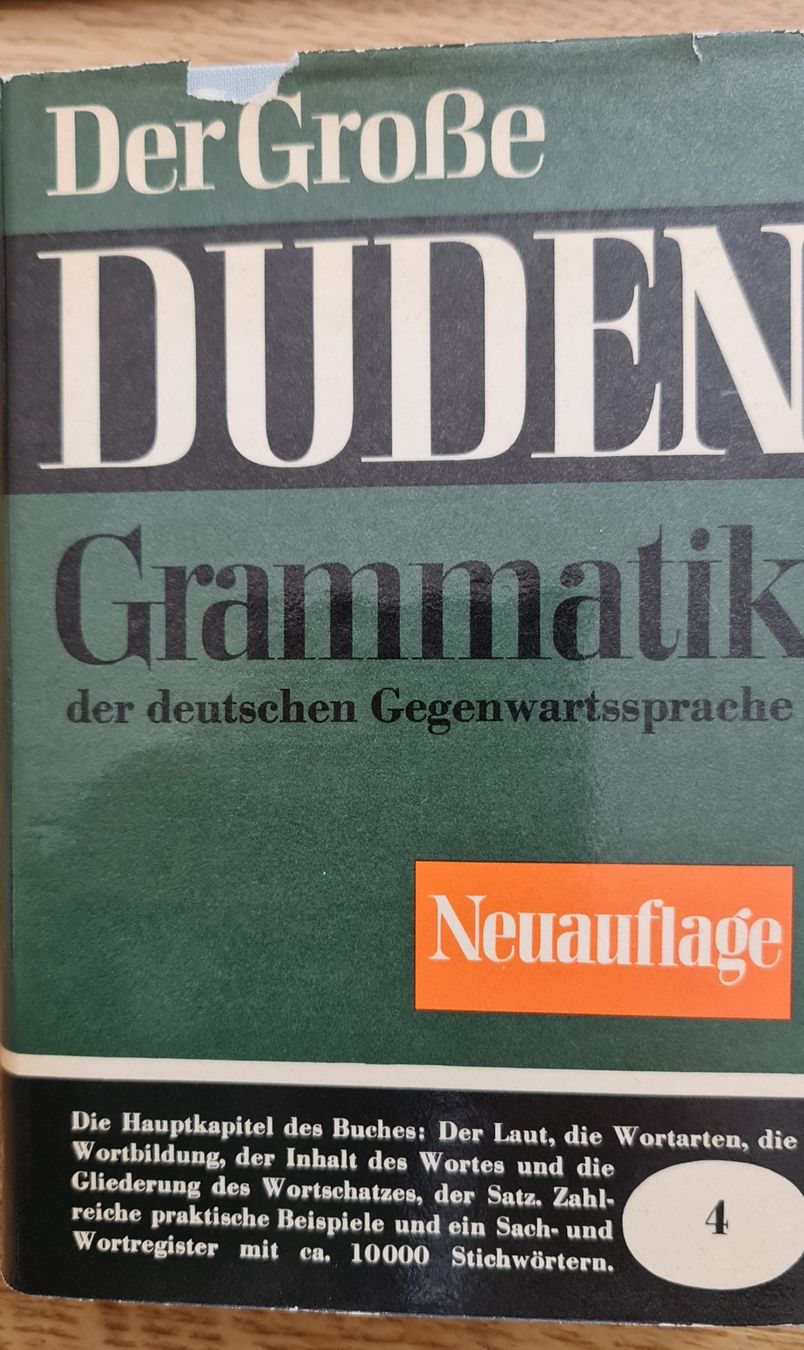 Der Große
DUDEN
Grammatik
der deutschen Gegenwartssprache
Neuauflage
Die Hauptkapitel des Buches: Der Laut, die Wortarten, die
Wortbildung, der Inhalt des Wortes und die
Gliederung des Wortschatzes, der Satz. Zahl-
reiche praktische Beispiele und ein Sach- und
Wortregister mit ca. 10000 Stichwörtern.
4